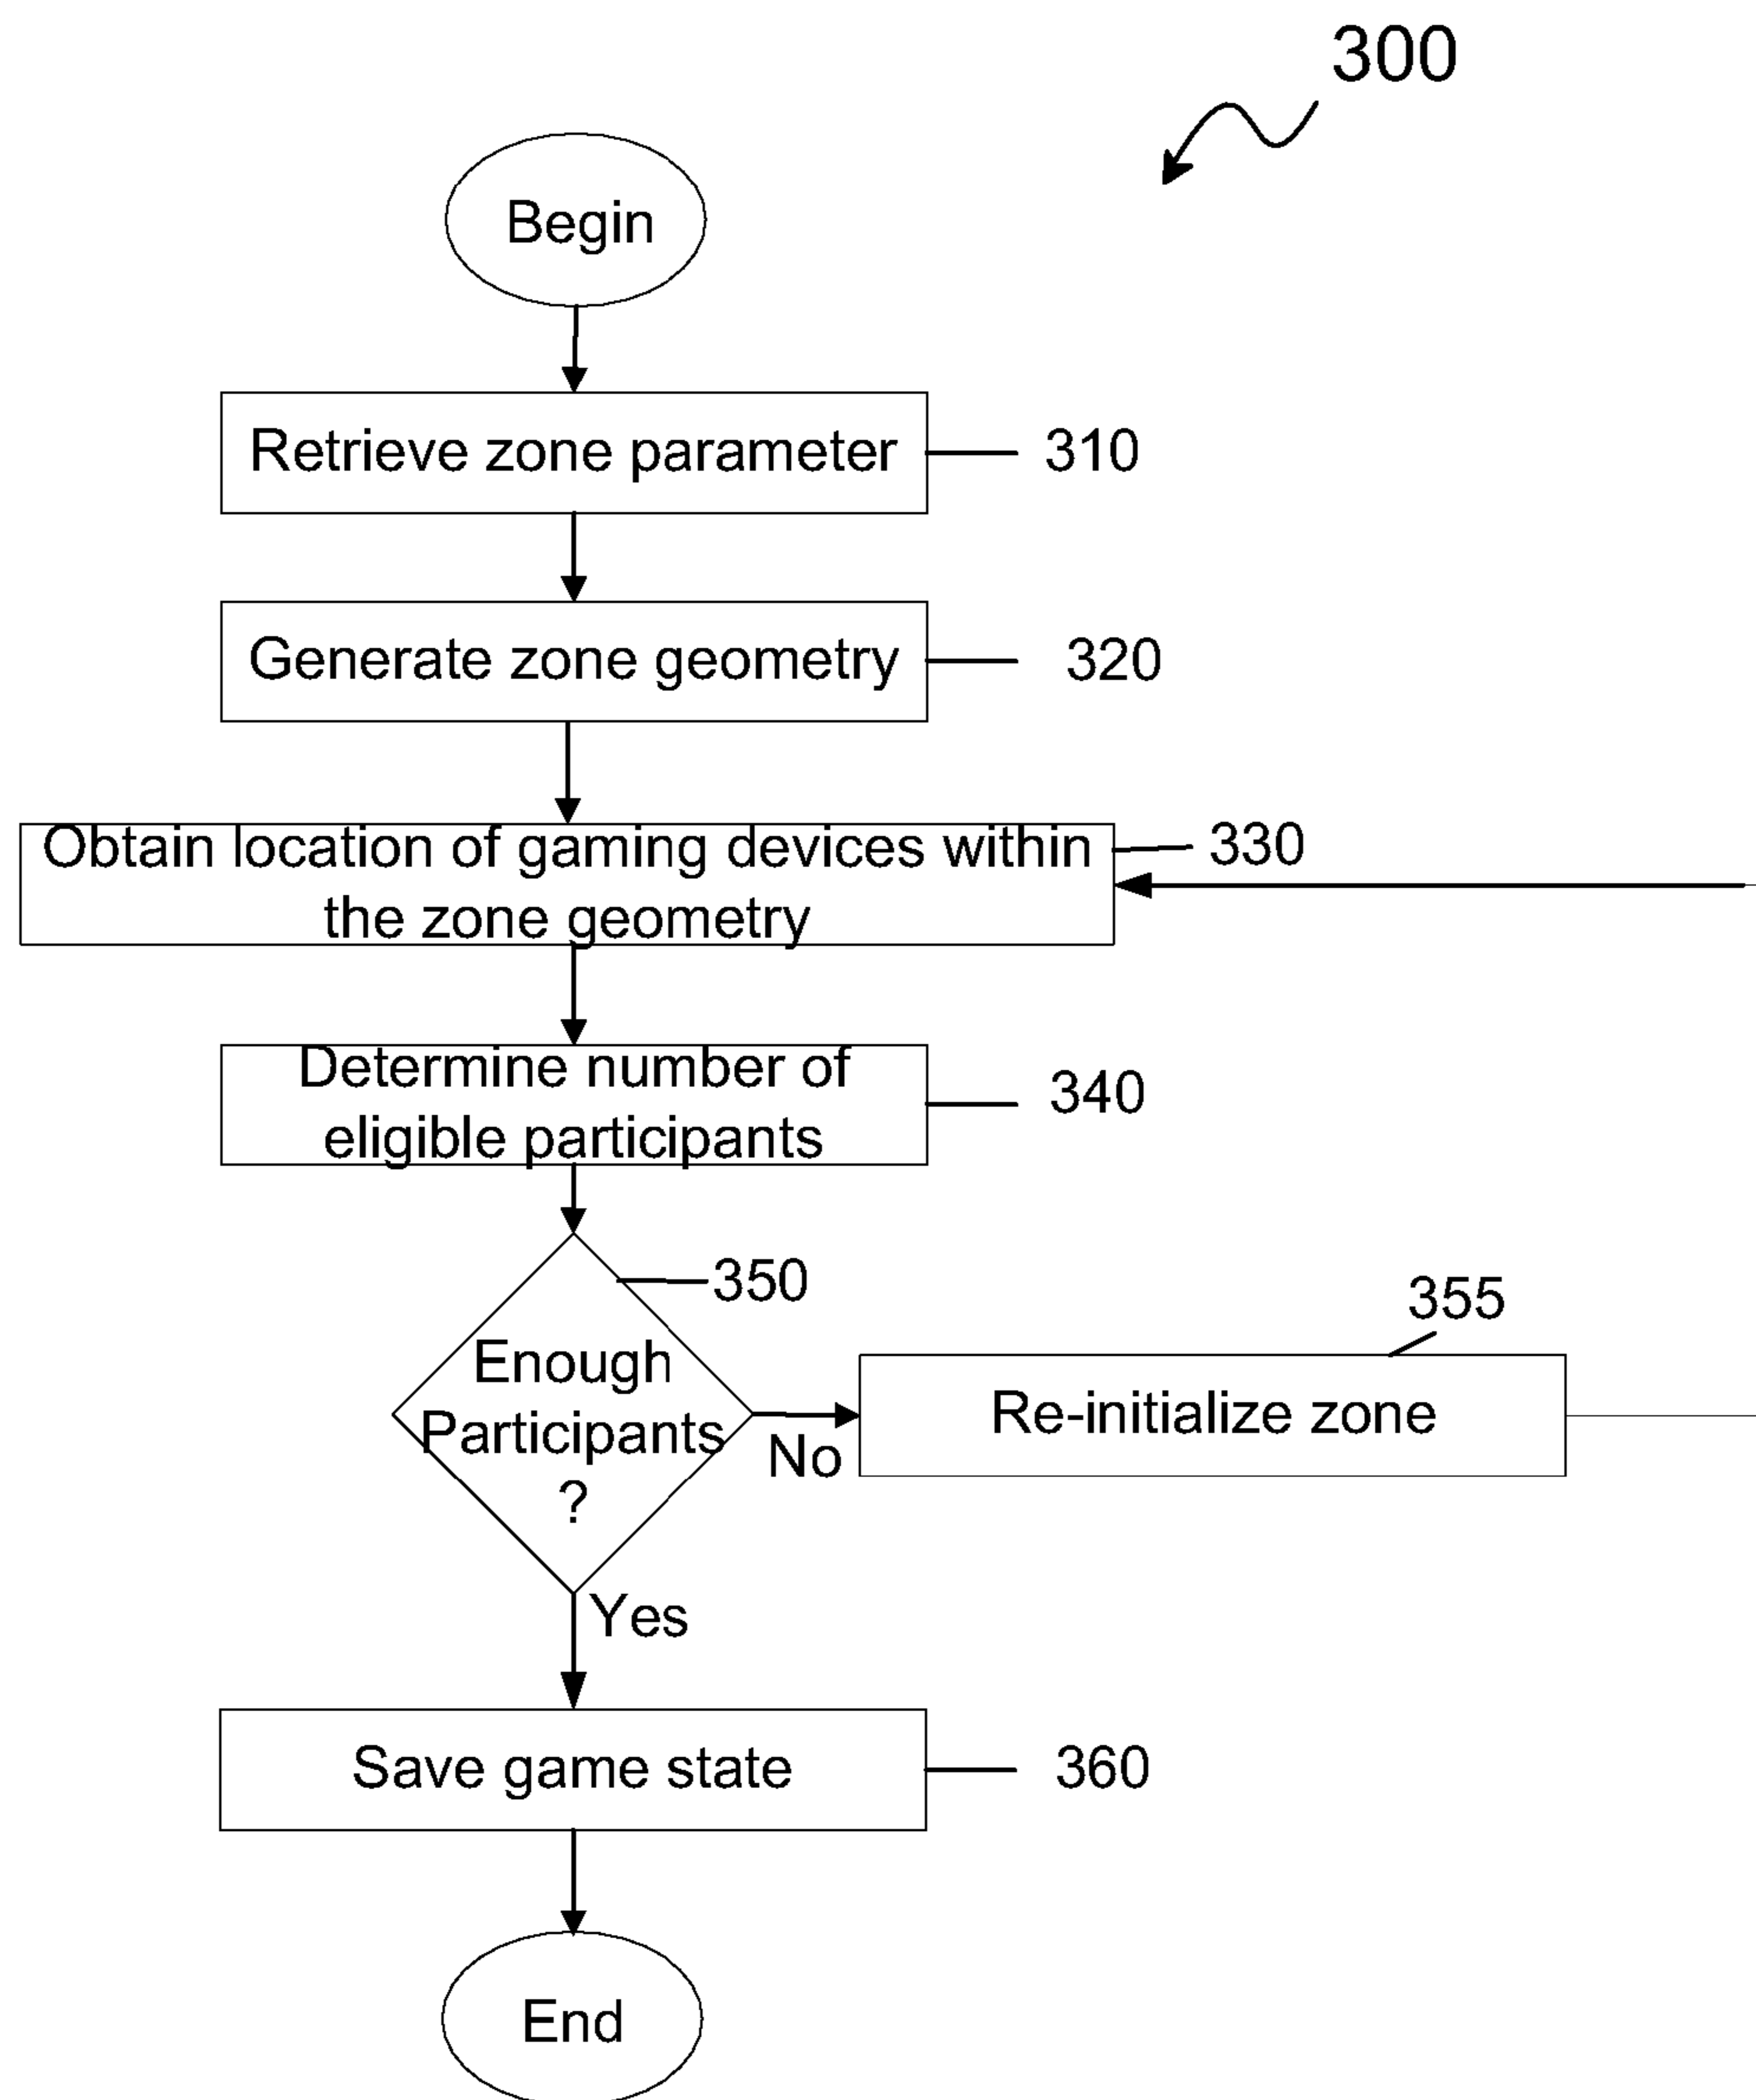 300
Begin
Retrieve zone parameter
310
Generate zone geometry
320
Obtain location of gaming devices within
the zone geometry
330
Determine number of
eligible participants
340
350
Enough
Participants
?
No
355
Re-initialize zone
Yes
Save game state
360
End